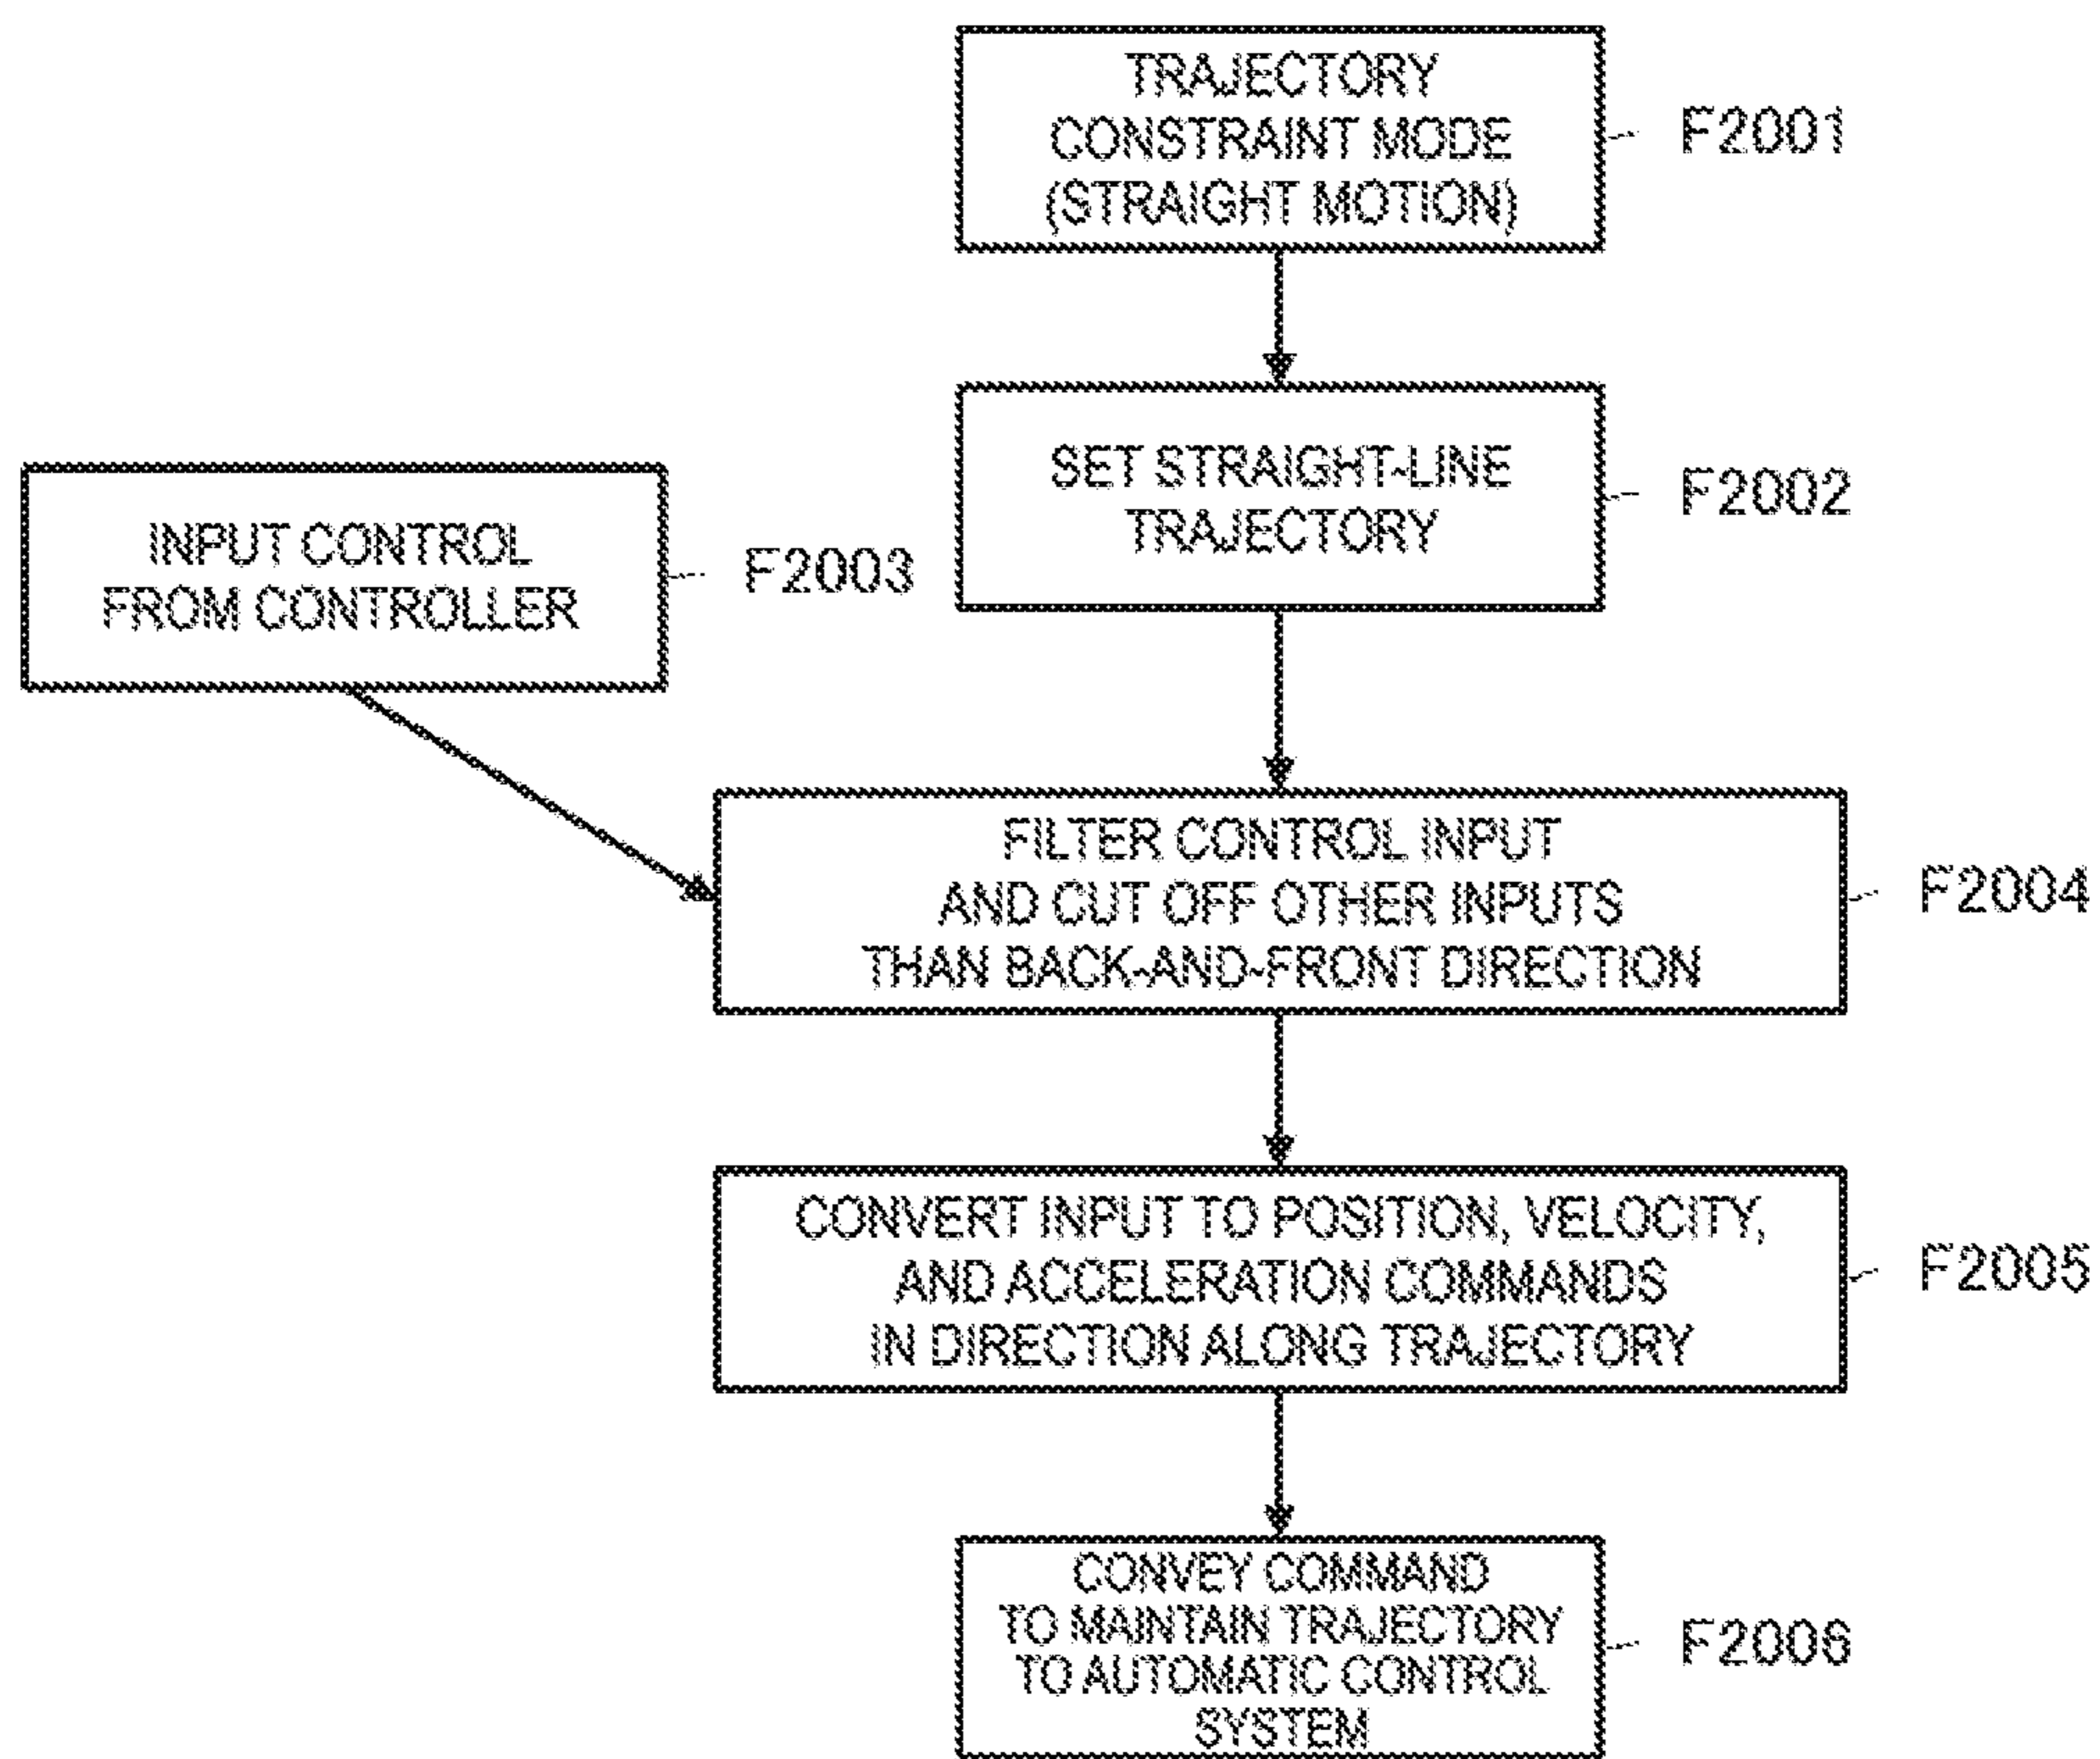 TRAJECTORY
CONSTRAINT MODE
(STRAIGHT MOTION)
F2001
SET STRAIGHT-LINE
TRAJECTORY
F2002
INPUT CONTROL
FROM CONTROLLER
F2003
FILTER CONTROL INPUT
AND CUT OFF OTHER INPUTS
THAN BACK-AND-FRONT DIRECTION
F2004
CONVERT INPUT TO POSITION, VELOCITY,
AND ACCELERATION COMMANDS
IN DIRECTION ALONG TRAJECTORY
F2005
CONVEY COMMAND
TO MAINTAIN TRAJECTORY
TO AUTOMATIC CONTROL
SYSTEM
F2006